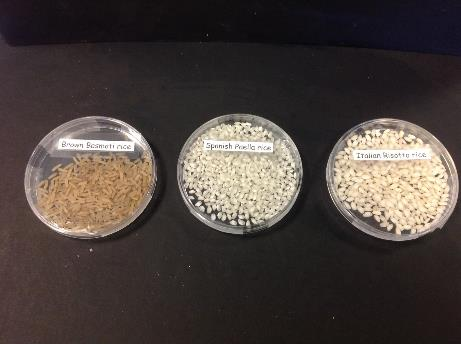 Brown Basmati rice
Spanish Paella rice
Italian Risotto rice